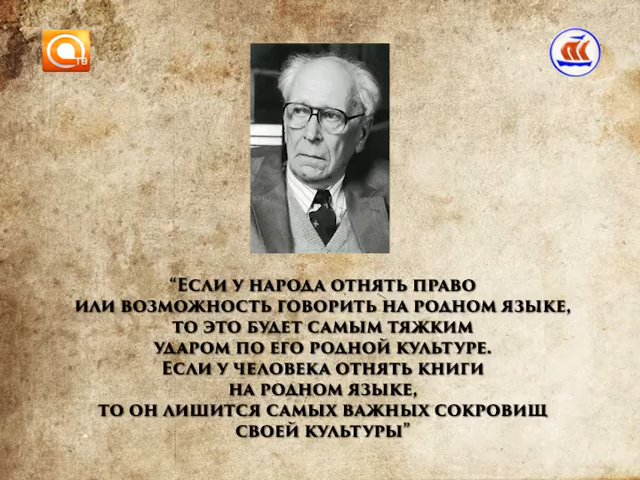 ТВ
“Если у народа отнять право
или возможность говорить на родном языке,
то это будет самым тяжким
ударом по его родной культуре.
Если у человека отнять книги
на родном языке,
то он лишится самых важных сокровищ
своей культуры”